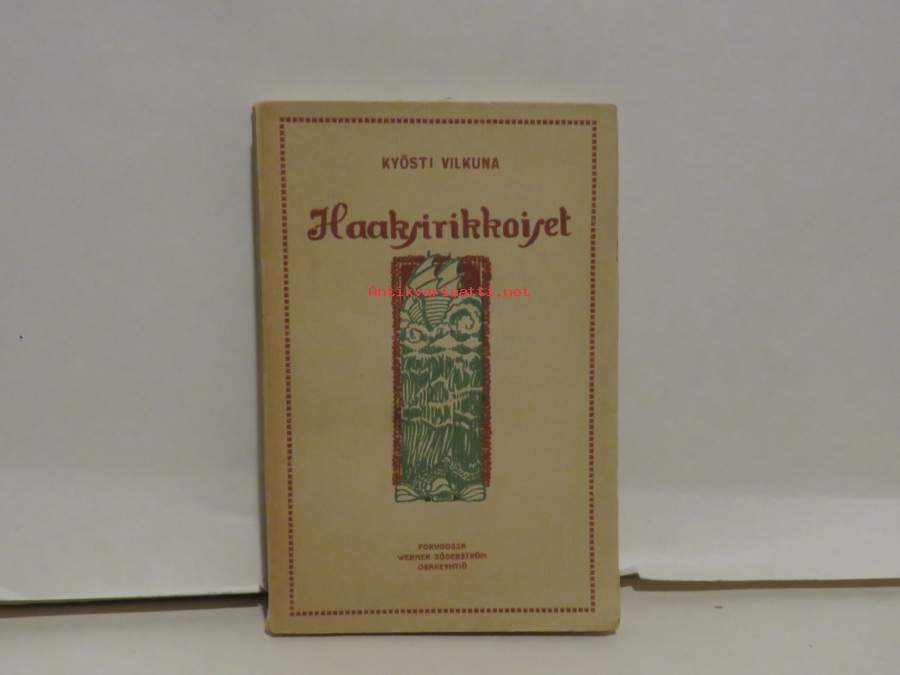 KYÖSTI VILKUNA
Haaksirikkoiset
Antikvariaatti.net
PORVOOSSA
WERNER SÖDERSTRÖM
OSAKEYHTIÖ